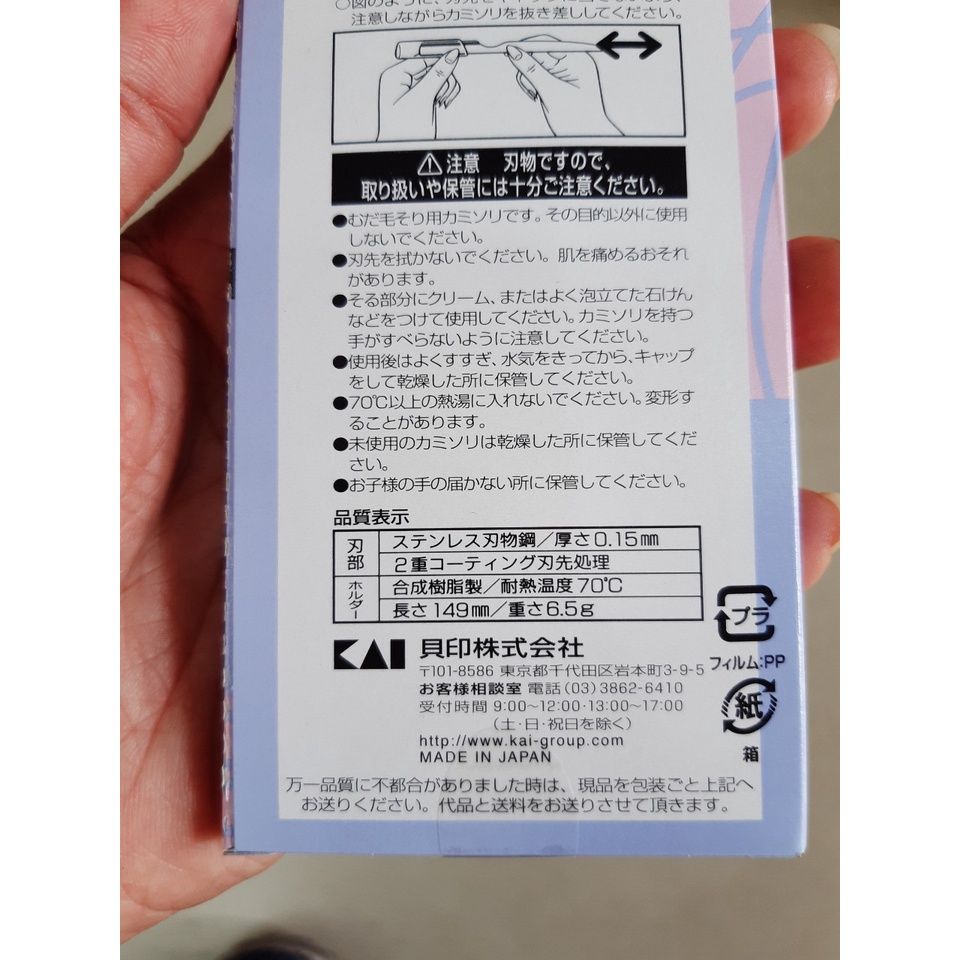 注意しながらカミソリを抜き差ししてください。
注意 刃物ですので、
取り扱いや保管には十分ご注意ください。
●むだ毛そり用カミソリです。その目的以外に使用
しないでください。
●刃先を拭かないでください。肌を痛めるおそれ
があります。
●そる部分にクリーム、またはよく泡立てた石けん
などをつけて使用してください。カミソリを持つ
手がすべらないように注意してください。
●使用後はよくすすぎ、水気をきってから、キャップ
をして乾燥した所に保管してください。
●70℃以上の熱湯に入れないでください。変形す
ることがあります。
●未使用のカミソリは乾燥した所に保管してくだ
さい。
●お子様の手の届かない所に保管してください。
品質表示
刃部
ステンレス刃物鋼/厚さ0.15mm
2重コーティング刃先処理
ホルダー
合成樹脂製/耐熱温度70℃
長さ149mm/重さ6.5g
プラ
フィルム:PP
紙
箱
KAI 貝印株式会社
〒101-8586 東京都千代田区岩本町3-9-5
お客様相談室 電話(03)3862-6410
受付時間 9:00~12:00・13:00~17:00
(土・日・祝日を除く)
http://www.kai-group.com
MADE IN JAPAN
万一品質に不都合がありました時は、現品を包装ごと上記へ
お送りください。代品と送料をお送りさせて頂きます。